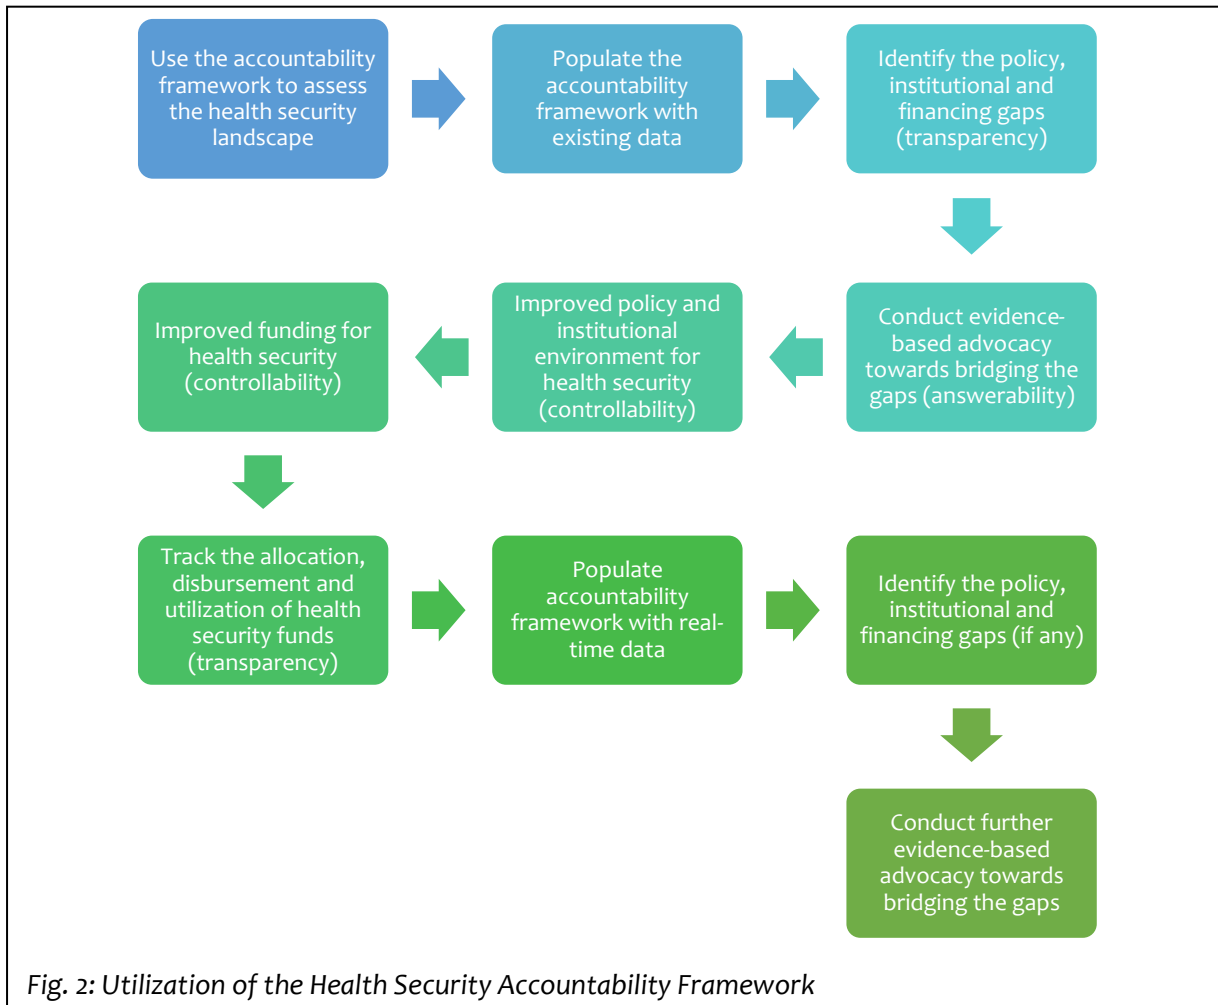 Use the accountability
framework to assess
the health security
landscape
Populate the
accountability
framework with
existing data
Identify the policy,
institutional and
financing gaps
(transparency)
Conduct evidence-
based advocacy
towards bridging the
gaps (answerability)
Improved policy and
institutional
environment for
health security
(controllability)
Improved funding for
health security
(controllability)
Track the allocation,
disbursement and
utilization of health
security funds
(transparency)
Populate
accountability
framework with real-
time data
Identify the policy,
institutional and
financing gaps (if any)
Conduct further
evidence-based
advocacy towards
bridging the gaps
Fig. 2: Utilization of the Health Security Accountability Framework